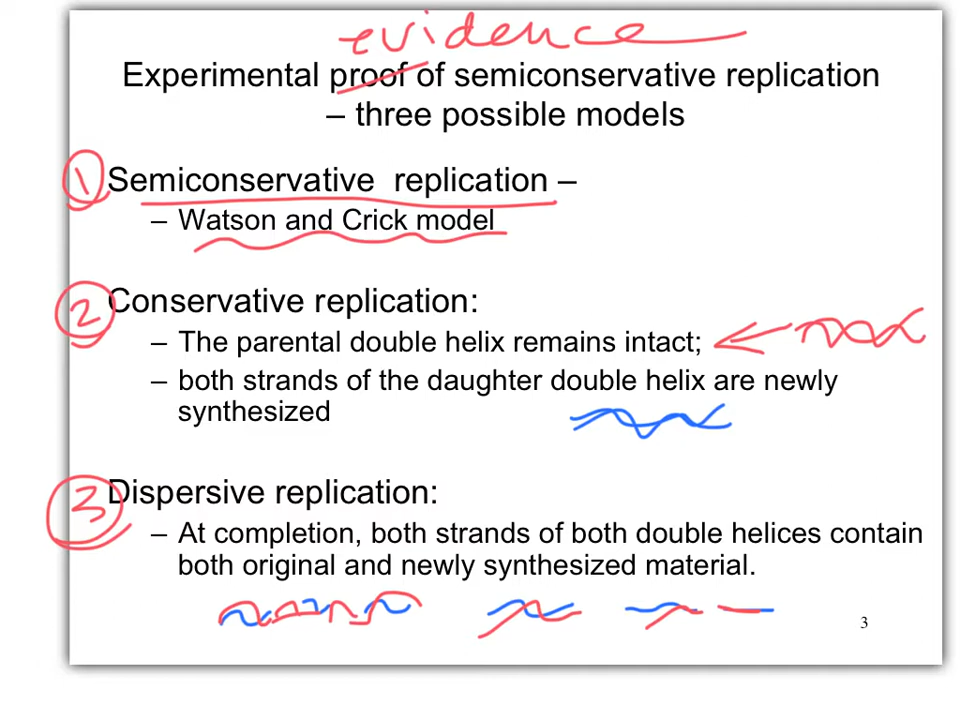 evidence
Experimental proof of semiconservative replication
– three possible models
1 Semiconservative replication –
– Watson and Crick model
2 Conservative replication:
– The parental double helix remains intact;
– both strands of the daughter double helix are newly
synthesized
3 Dispersive replication:
– At completion, both strands of both double helices contain
both original and newly synthesized material.
3